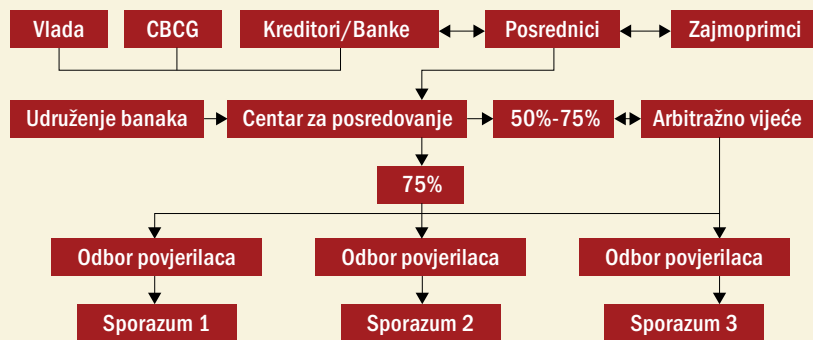 Vlada
CBCG
Kreditori/Banke
Posrednici
Zajmoprimci
Udruženje banaka
Centar za posredovanje
50%-75%
Arbitražno vijeće
75%
Odbor povjerilaca
Odbor povjerilaca
Odbor povjerilaca
Sporazum 1
Sporazum 2
Sporazum 3